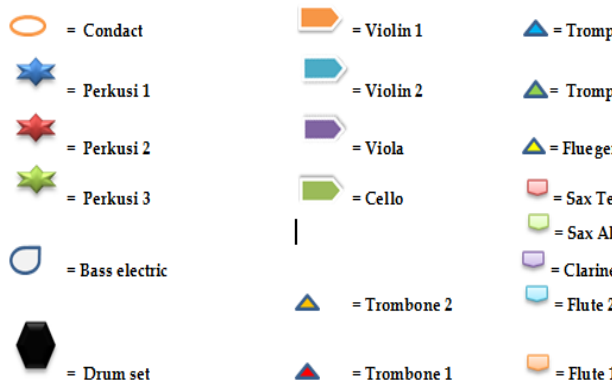 = Condact
= Perkusi 1
= Perkusi 2
= Perkusi 3
= Bass electric
= Drum set
= Violin 1
= Violin 2
= Viola
= Cello
= Trombone 2
= Trombone 1
= Tromp
= Tromp
= Fluege
= Sax Te
= Sax Al
= Clarine
= Flute 2
= Flute 1